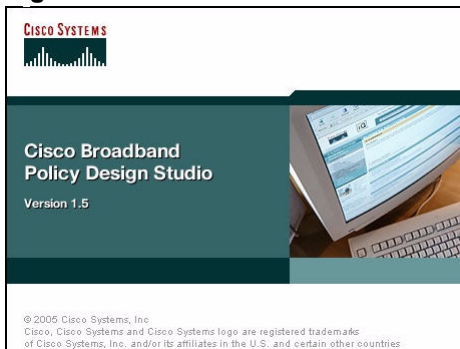 CISCO SYSTEMS
Cisco Broadband
Policy Design Studio
Version 1.5
© 2005 Cisco Systems, Inc
Cisco, Cisco Systems and Cisco Systems logo are registered trademarks
of Cisco Systems, Inc. and/or its affiliates in the U.S. and certain other countries